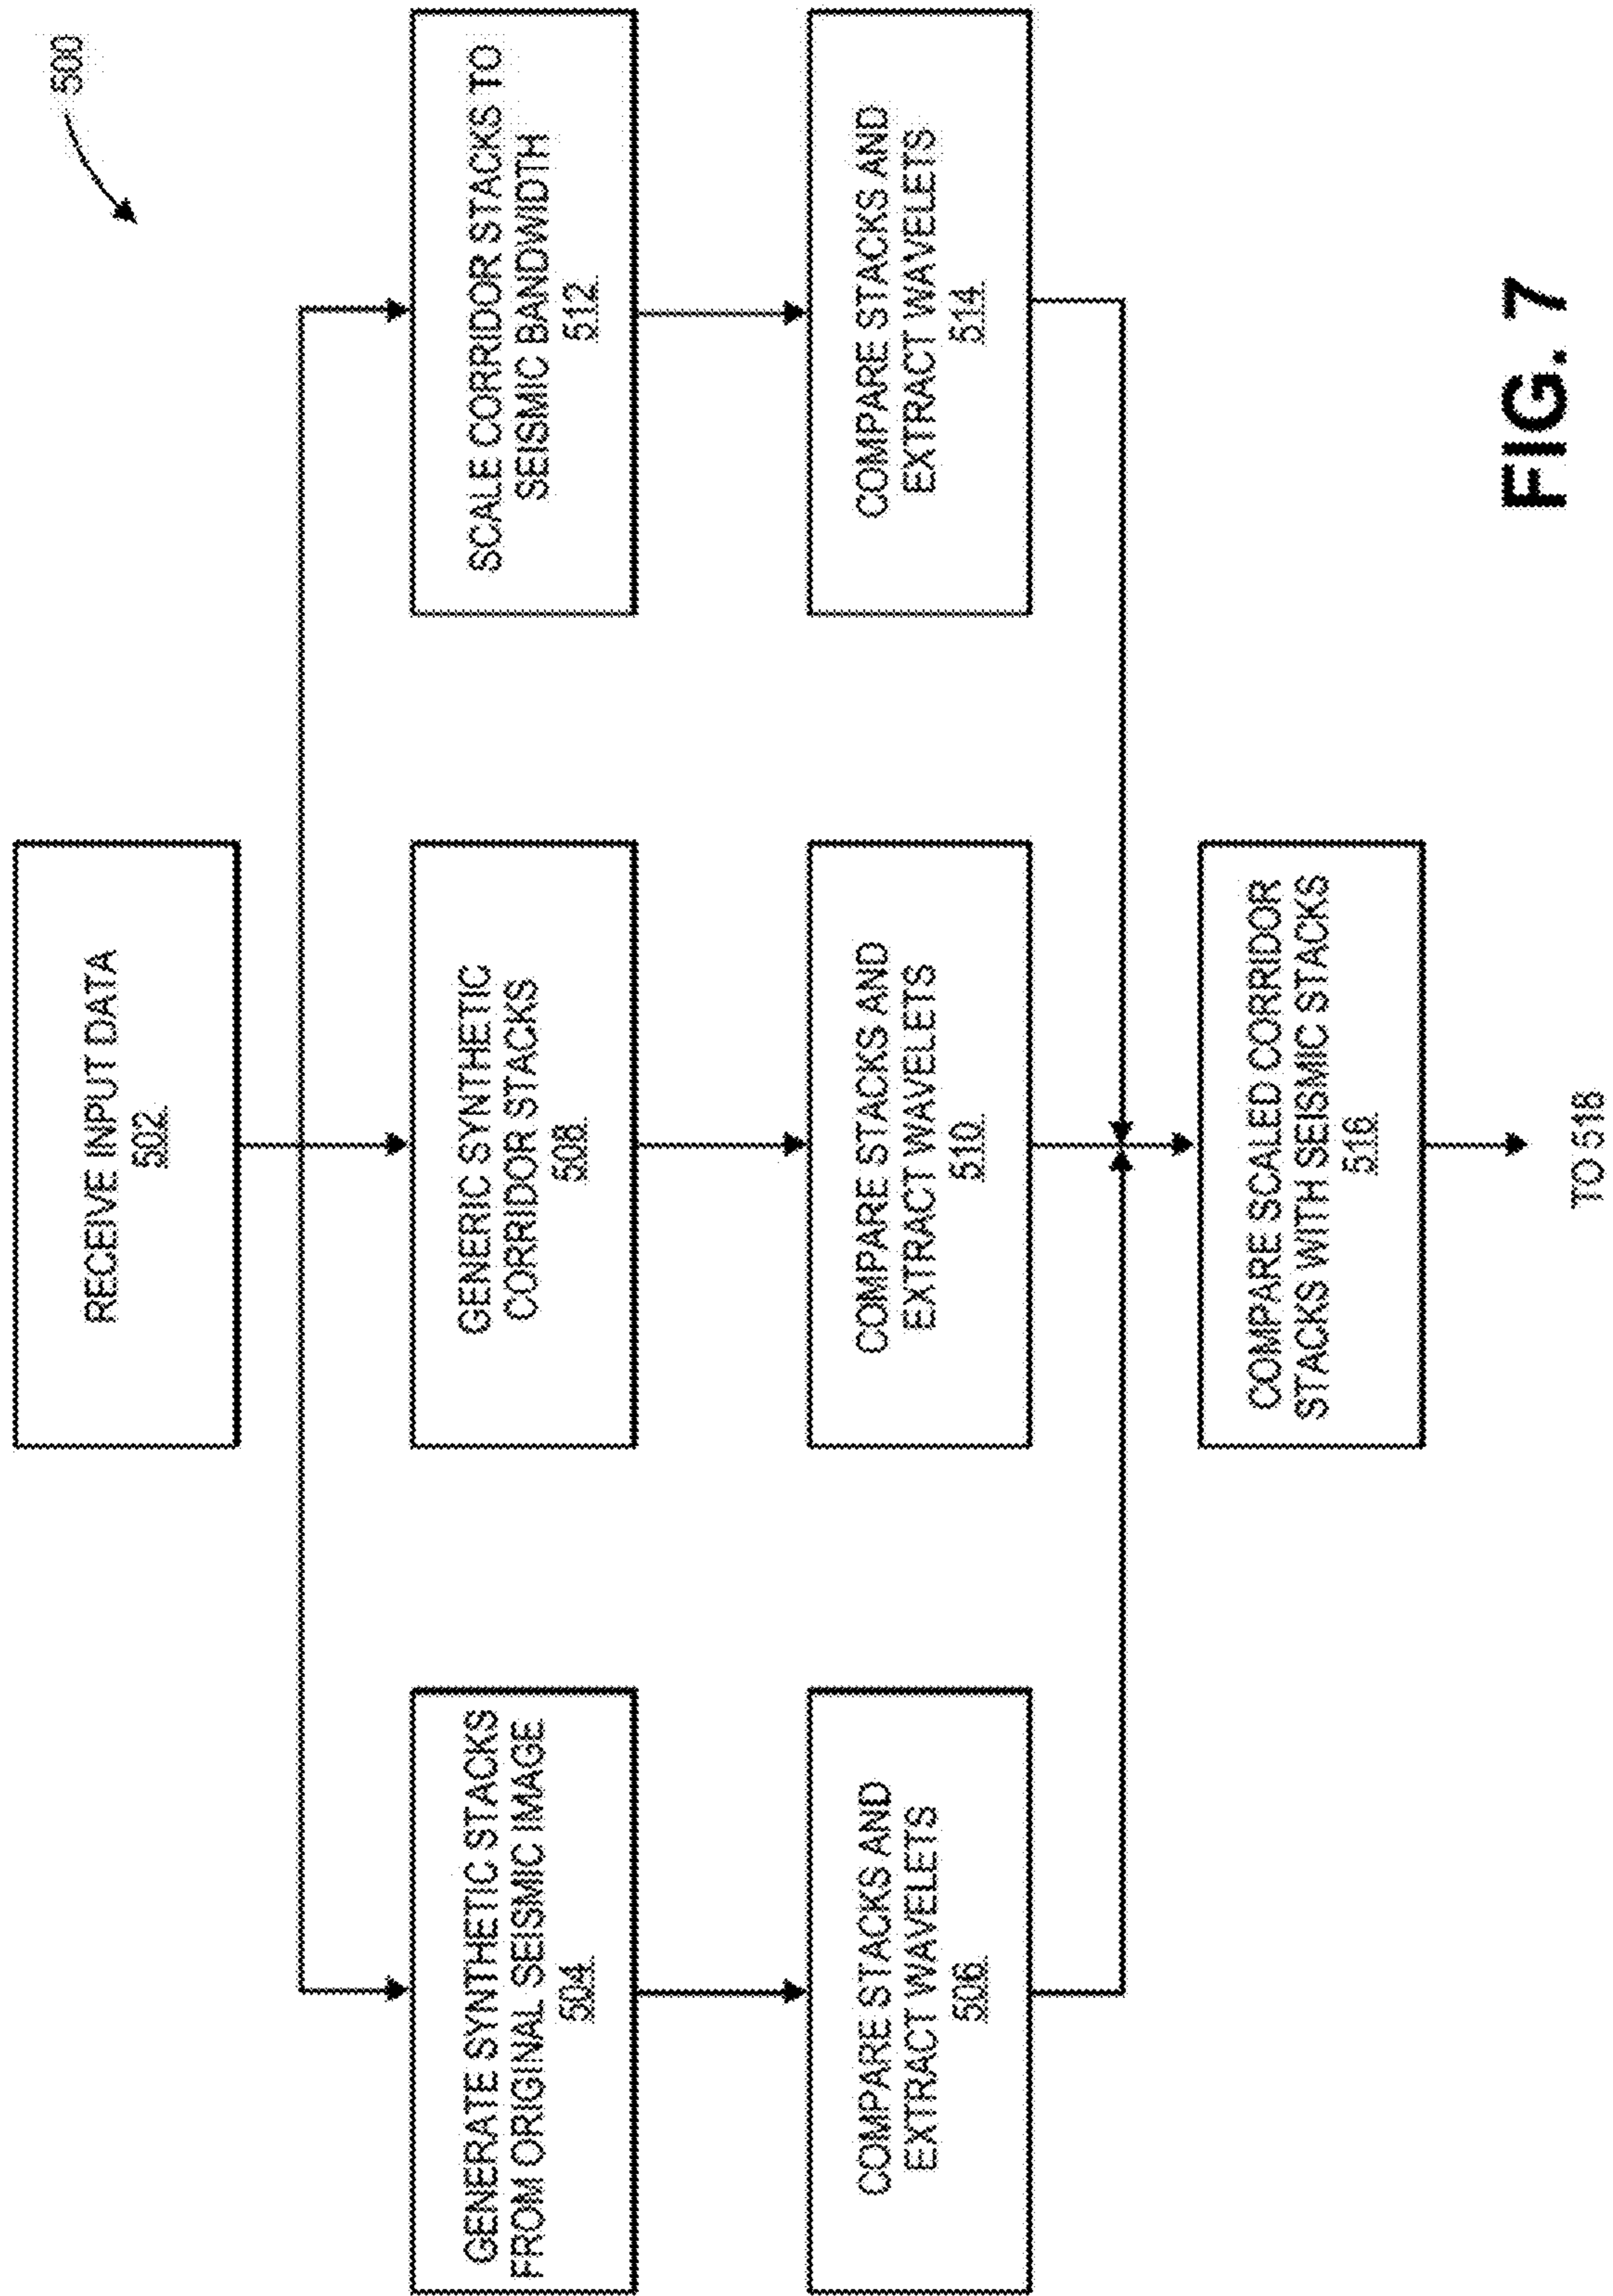 500
RECEIVE INPUT DATA
502
GENERATE SYNTHETIC STACKS
FROM ORIGINAL SEISMIC IMAGE
504
GENERIC SYNTHETIC
CORRIDOR STACKS
508
SCALE CORRIDOR STACKS TO
SEISMIC BANDWIDTH
512
COMPARE STACKS AND
EXTRACT WAVELETS
506
COMPARE STACKS AND
EXTRACT WAVELETS
510
COMPARE STACKS AND
EXTRACT WAVELETS
514
COMPARE SCALED CORRIDOR
STACKS WITH SEISMIC STACKS
516
TO 518
FIG. 7